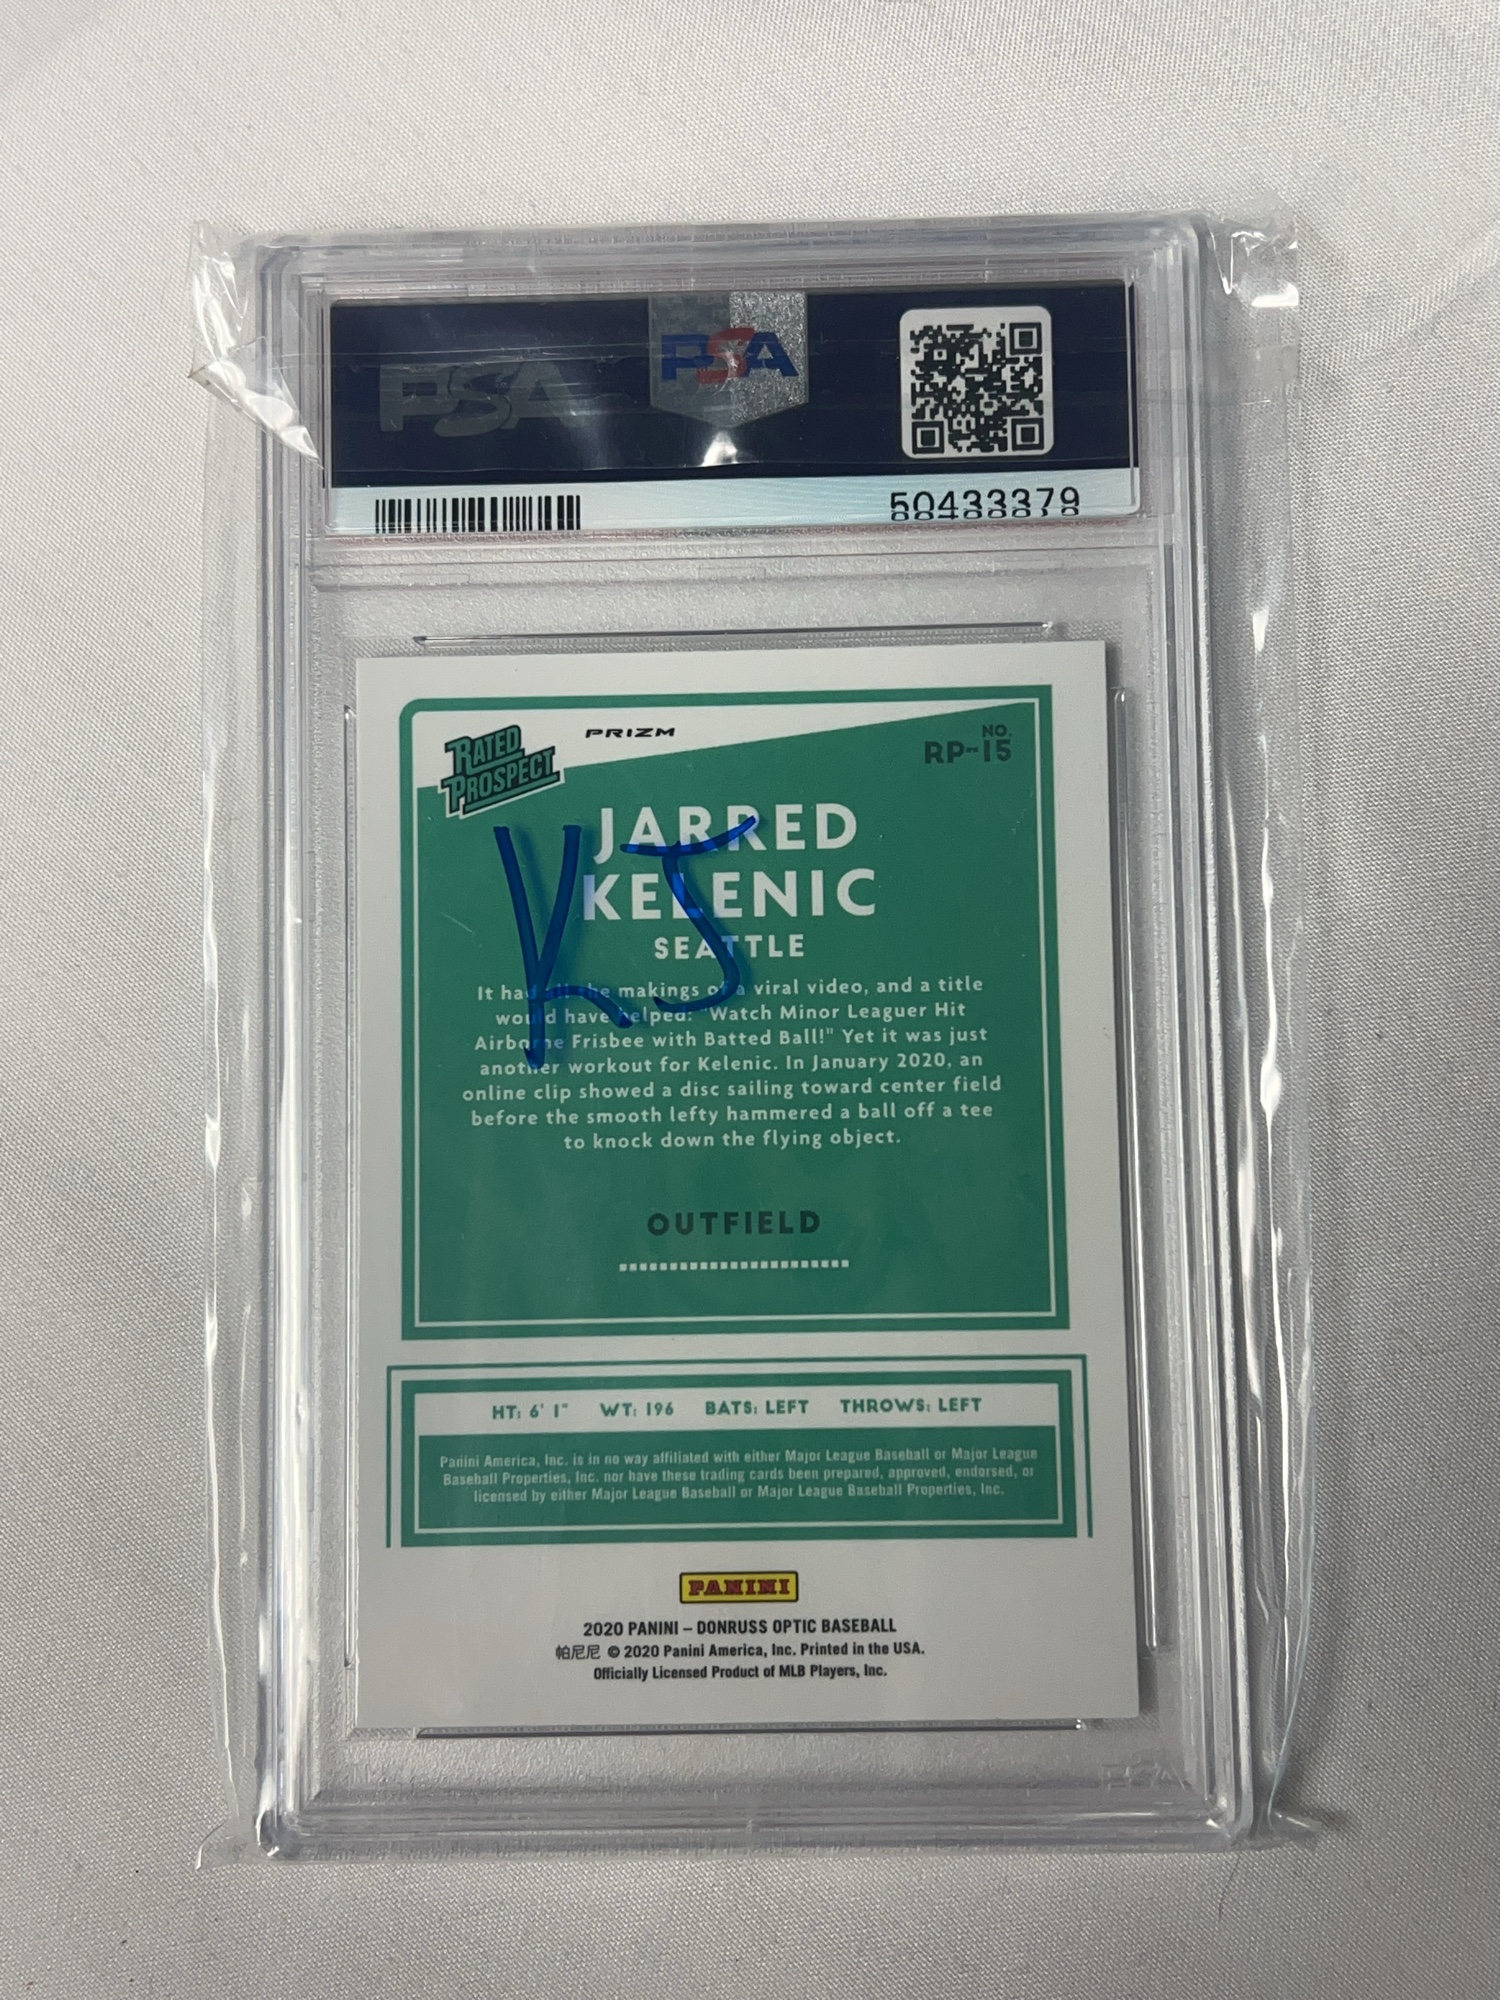 PSA
PSA
50433379
RATED
PROSPECT
PRIZM
NO.
RP-15
JARRED
KELENIC
SEATTLE
KJ
It had all the makings of a viral video, and a title
would have helped: "Watch Minor Leaguer Hit
Airborne Frisbee with Batted Ball!" Yet it was just
another workout for Kelenic. In January 2020, an
online clip showed a disc sailing toward center field
before the smooth lefty hammered a ball off a tee
to knock down the flying object.
OUTFIELD
HT: 6' 1" WT: 196 BATS: LEFT THROWS: LEFT
Panini America, Inc. is in no way affiliated with either Major League Baseball or Major League
Baseball Properties, Inc. nor have these trading cards been prepared, approved, endorsed, or
licensed by either Major League Baseball or Major League Baseball Properties, Inc.
PANINI
2020 PANINI – DONRUSS OPTIC BASEBALL
帕尼尼 © 2020 Panini America, Inc. Printed in the USA.
Officially Licensed Product of MLB Players, Inc.
PSA